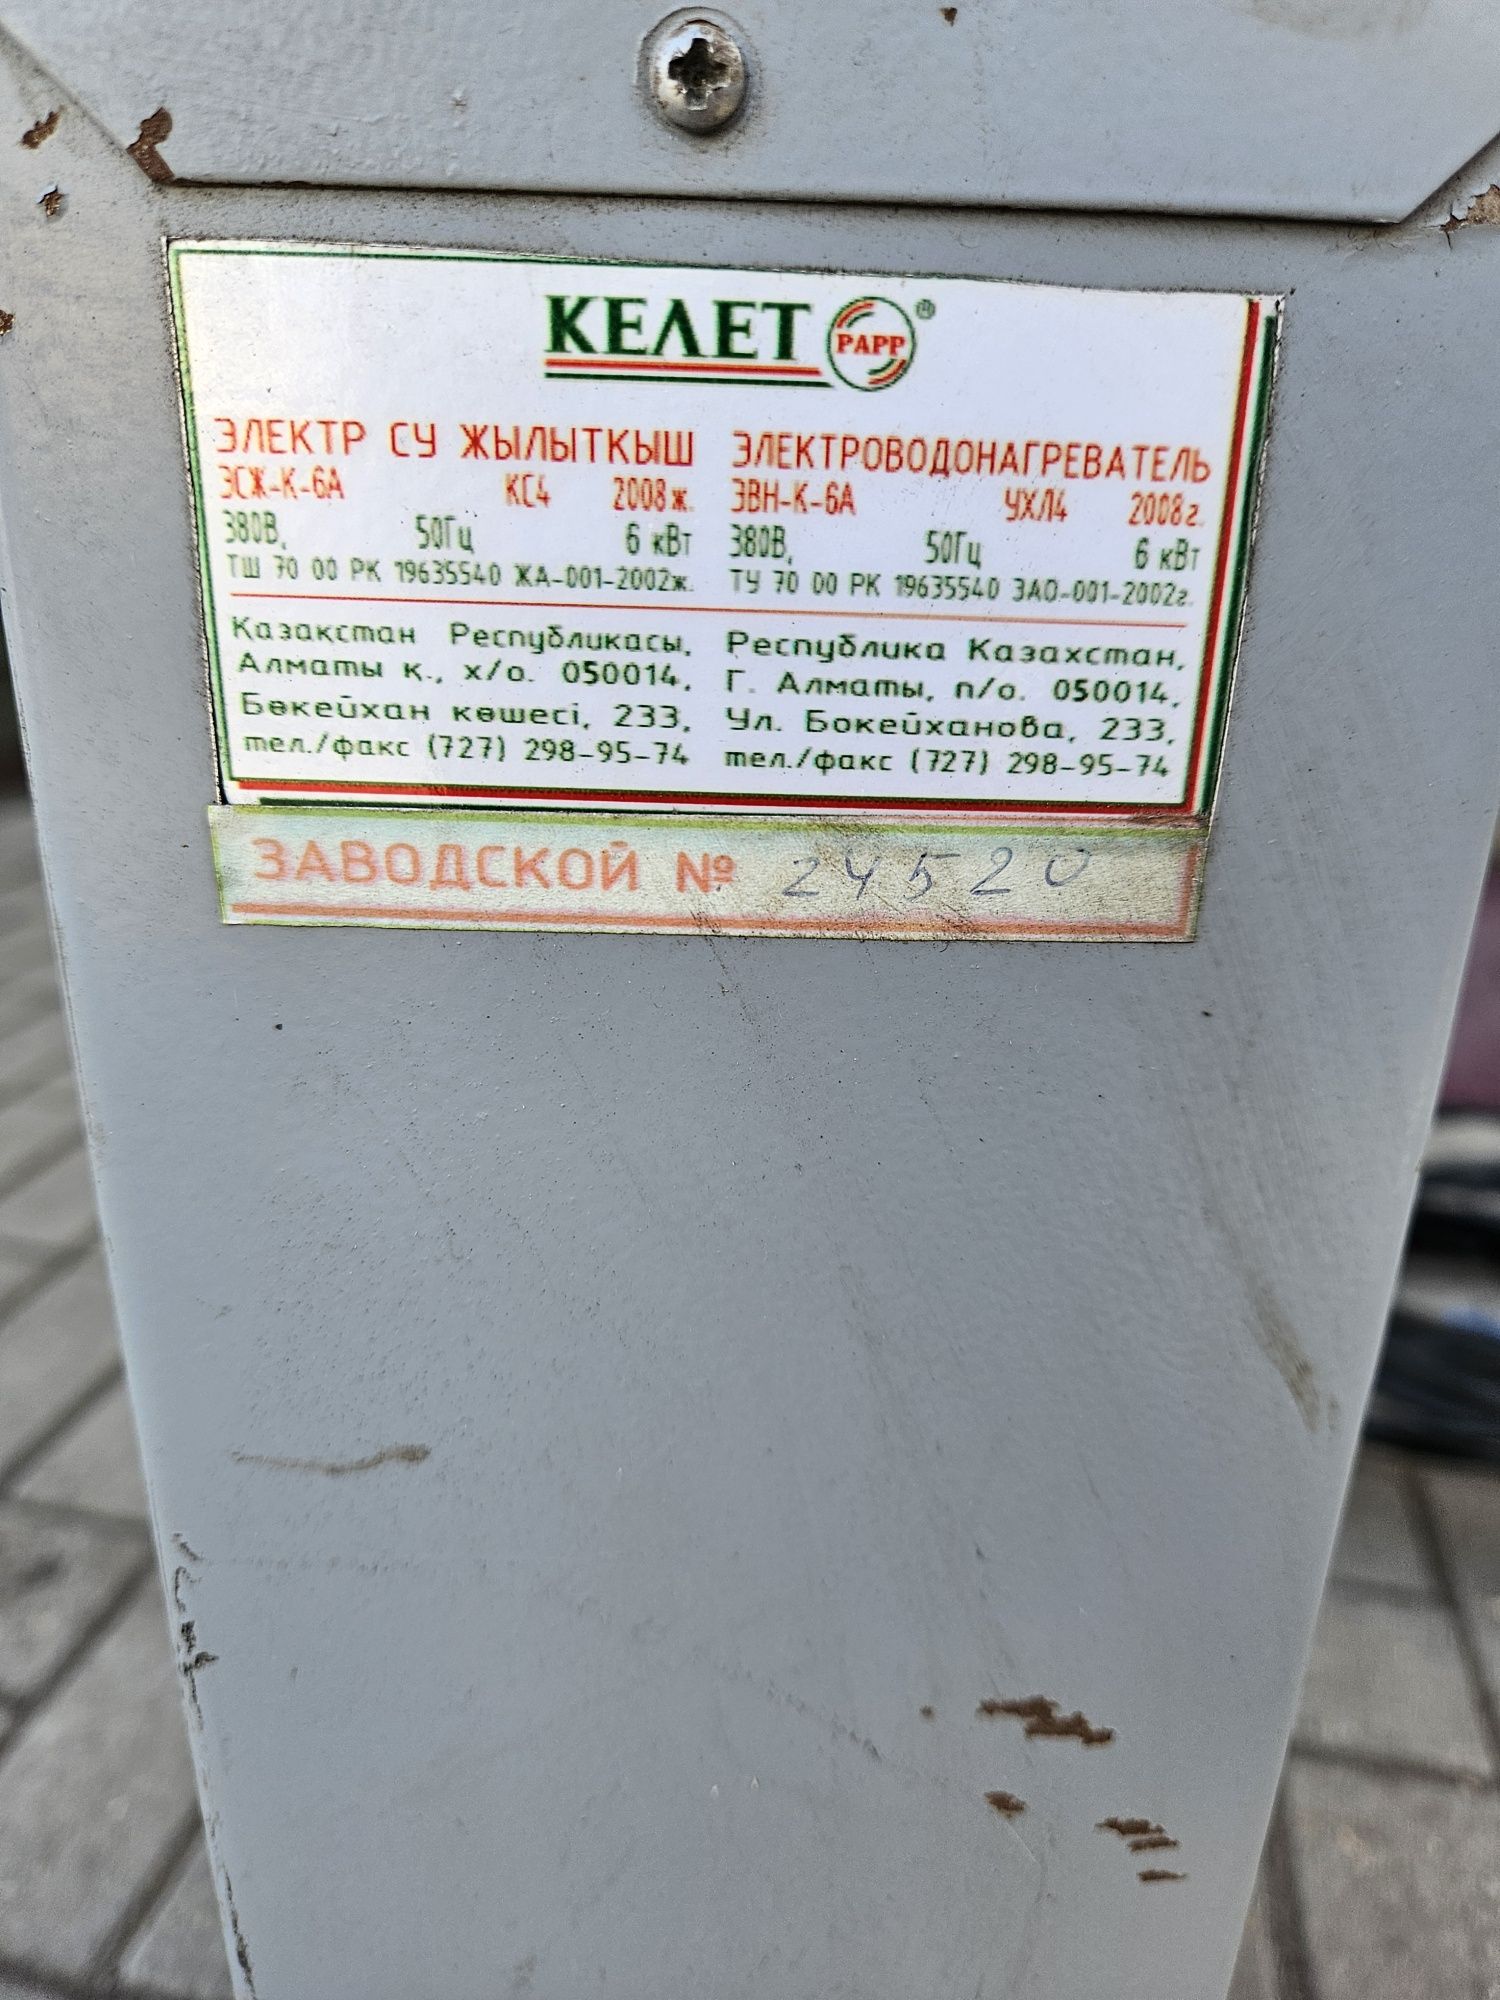 КЕЛЕТ PAPP ®
ЭЛЕКТР СУ ЖЫЛЫТКЫШ
ЭСЖ-К-6А КС4 2008ж.
380В, 50Гц 6 кВт
ТШ 70 00 РК 19635540 ЖА-001-2002ж.
Қазақстан Республикасы,
Алматы қ., х/о. 050014,
Бөкейхан көшесі, 233,
тел./факс (727) 298-95-74
ЭЛЕКТРОВОДОНАГРЕВАТЕЛЬ
ЭВН-К-6А УХЛ4 2008г.
380В, 50Гц 6 кВт
ТУ 70 00 РК 19635540 ЗАО-001-2002г.
Республика Казахстан,
Г. Алматы, п/о. 050014,
Ул. Бокейханова, 233,
тел./факс (727) 298-95-74
ЗАВОДСКОЙ № 24520